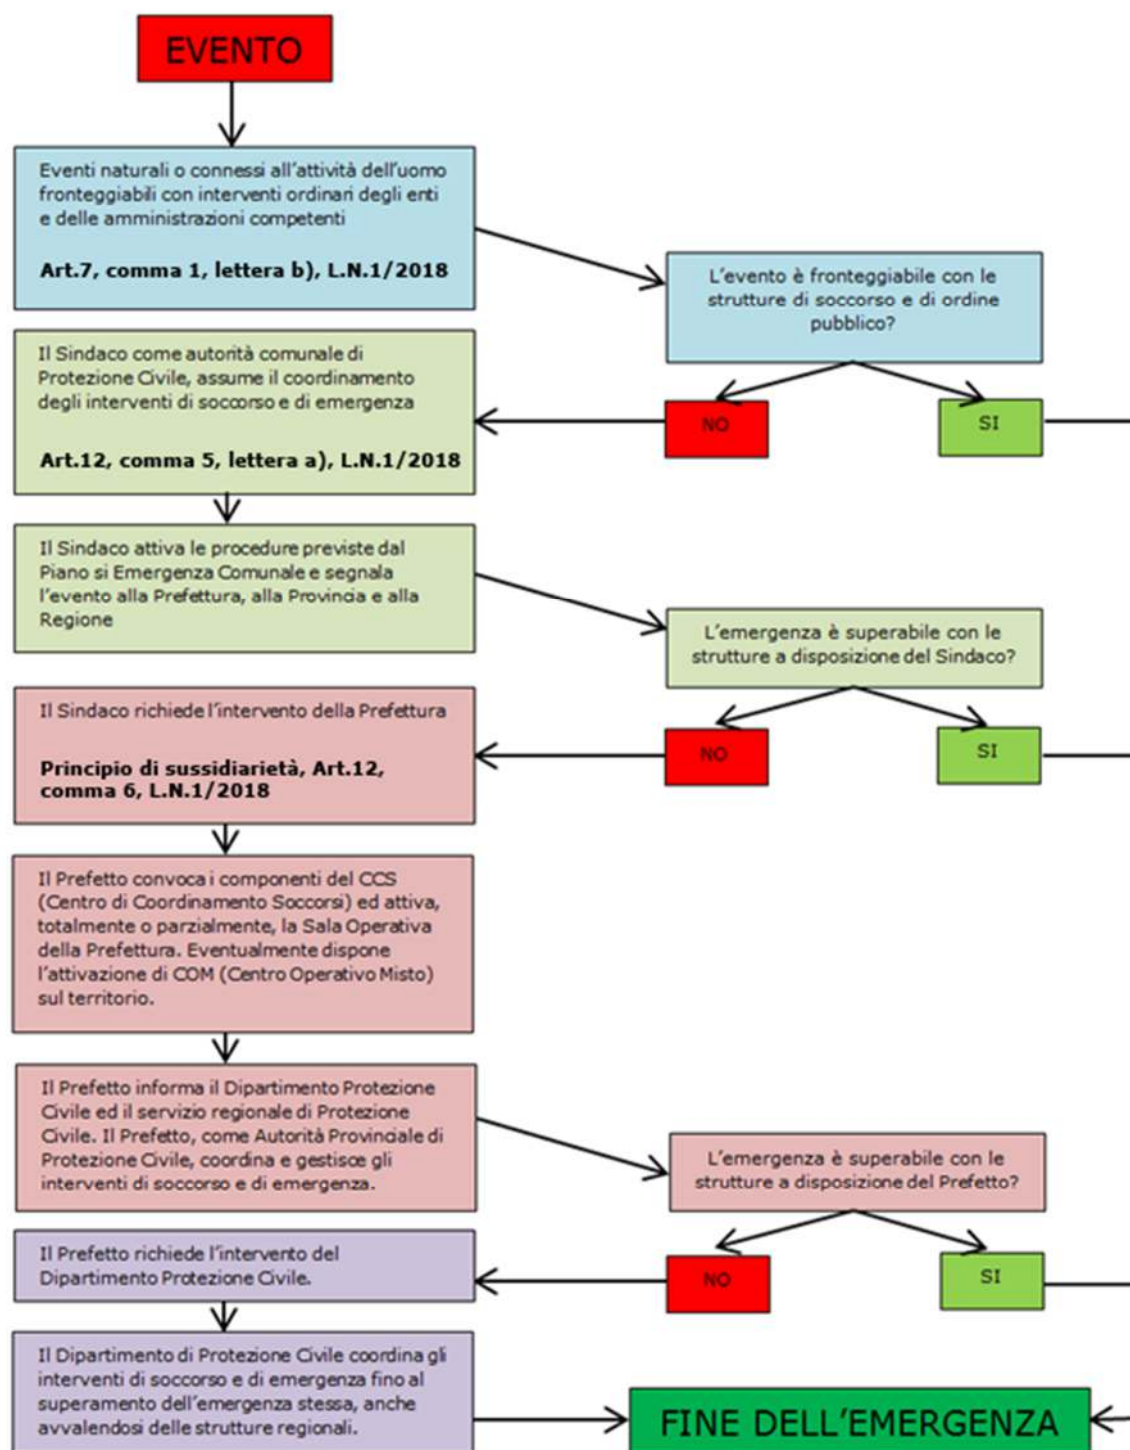 EVENTO
Eventi naturali o connessi all'attività dell'uomo
fronteggiabili con interventi ordinari degli enti
e delle amministrazioni competenti
Art.7, comma 1, lettera b), L.N.1/2018
L'evento è fronteggiabile con le
strutture di soccorso e di ordine
pubblico?
NO
SI
Il Sindaco come autorità comunale di
Protezione Civile, assume il coordinamento
degli interventi di soccorso e di emergenza
Art.12, comma 5, lettera a), L.N.1/2018
Il Sindaco attiva le procedure previste dal
Piano si Emergenza Comunale e segnala
l'evento alla Prefettura, alla Provincia e alla
Regione
L'emergenza è superabile con le
strutture a disposizione del Sindaco?
NO
SI
Il Sindaco richiede l'intervento della Prefettura
Principio di sussidiarietà, Art.12,
comma 6, L.N.1/2018
Il Prefetto convoca i componenti del CCS
(Centro di Coordinamento Soccorsi) ed attiva,
totalmente o parzialmente, la Sala Operativa
della Prefettura. Eventualmente dispone
l'attivazione di COM (Centro Operativo Misto)
sul territorio.
Il Prefetto informa il Dipartimento Protezione
Civile ed il servizio regionale di Protezione
Civile. Il Prefetto, come Autorità Provinciale di
Protezione Civile, coordina e gestisce gli
interventi di soccorso e di emergenza.
L'emergenza è superabile con le
strutture a disposizione del Prefetto?
NO
SI
Il Prefetto richiede l'intervento del
Dipartimento Protezione Civile.
Il Dipartimento di Protezione Civile coordina gli
interventi di soccorso e di emergenza fino al
superamento dell'emergenza stessa, anche
avvalendosi delle strutture regionali.
FINE DELL'EMERGENZA